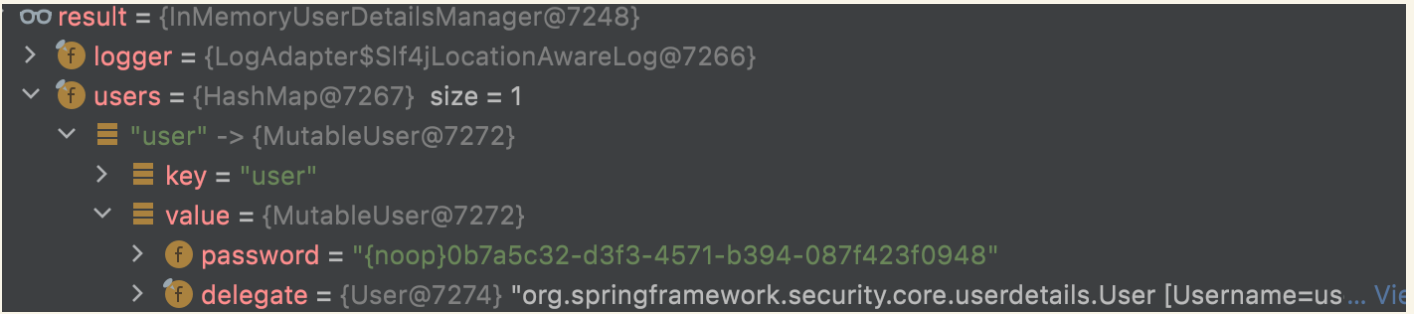 result = {InMemoryUserDetailsManager@7248}
f logger = {LogAdapter$Slf4jLocationAwareLog@7266}
f users = {HashMap@7267} size = 1
"user" -> {MutableUser@7272}
key = "user"
value = {MutableUser@7272}
f password = "{noop}0b7a5c32-d3f3-4571-b394-087f423f0948"
f delegate = {User@7274} "org.springframework.security.core.userdetails.User [Username=us... Vie